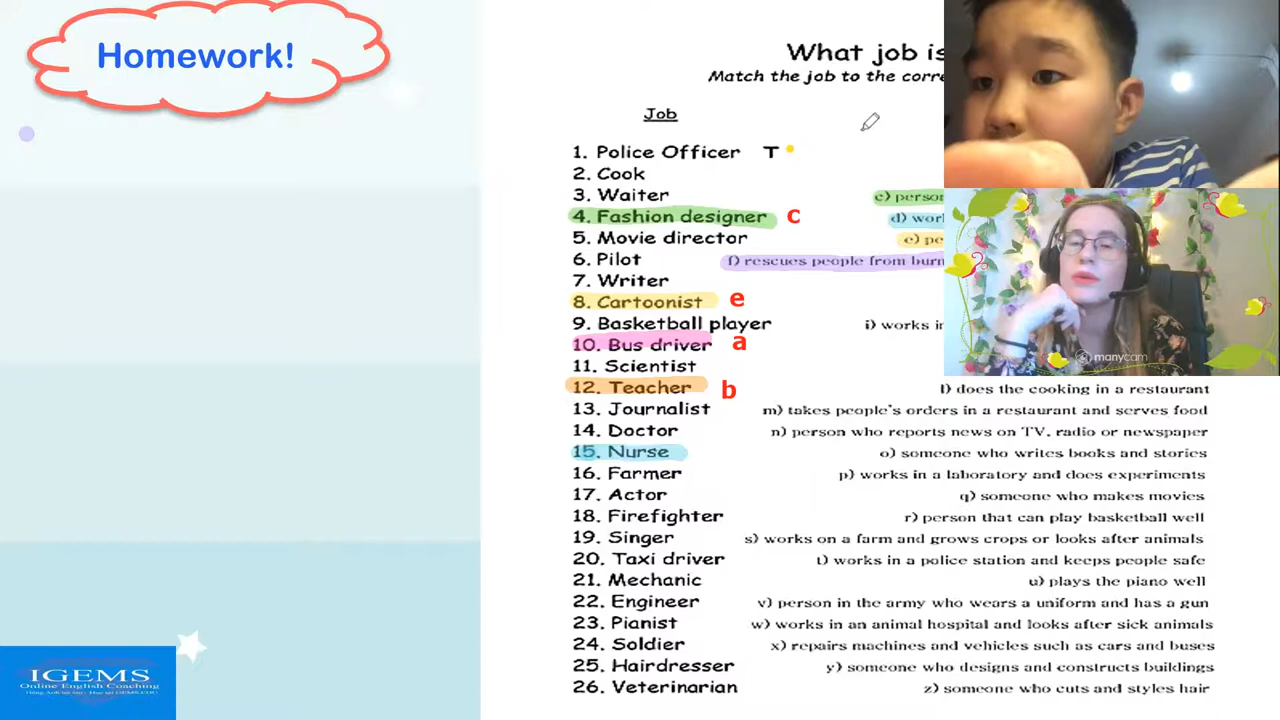 Homework!
What job is
Match the job to the corre
Job
1. Police Officer T
2. Cook
3. Waiter
c) person
4. Fashion designer c
d) worl
5. Movie director
e) pe
6. Pilot
f) rescues people from burn
7. Writer
8. Cartoonist e
9. Basketball player
i) works in
10. Bus driver a
11. Scientist
12. Teacher b
l) does the cooking in a restaurant
13. Journalist
m) takes people's orders in a restaurant and serves food
14. Doctor
n) person who reports news on TV, radio or newspaper
15. Nurse
o) someone who writes books and stories
16. Farmer
p) works in a laboratory and does experiments
17. Actor
q) someone who makes movies
18. Firefighter
r) person that can play basketball well
19. Singer
s) works on a farm and grows crops or looks after animals
20. Taxi driver
t) works in a police station and keeps people safe
21. Mechanic
u) plays the piano well
22. Engineer
v) person in the army who wears a uniform and has a gun
23. Pianist
w) works in an animal hospital and looks after sick animals
24. Soldier
x) repairs machines and vehicles such as cars and buses
25. Hairdresser
y) someone who designs and constructs buildings
26. Veterinarian
z) someone who cuts and styles hair
manycam
IGEMS
Online English Coaching